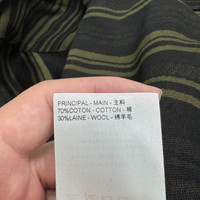 PRINCIPAL - MAIN - 主料
70%COTON - COTTON - 棉
30%LAINE - WOOL - 绵羊毛